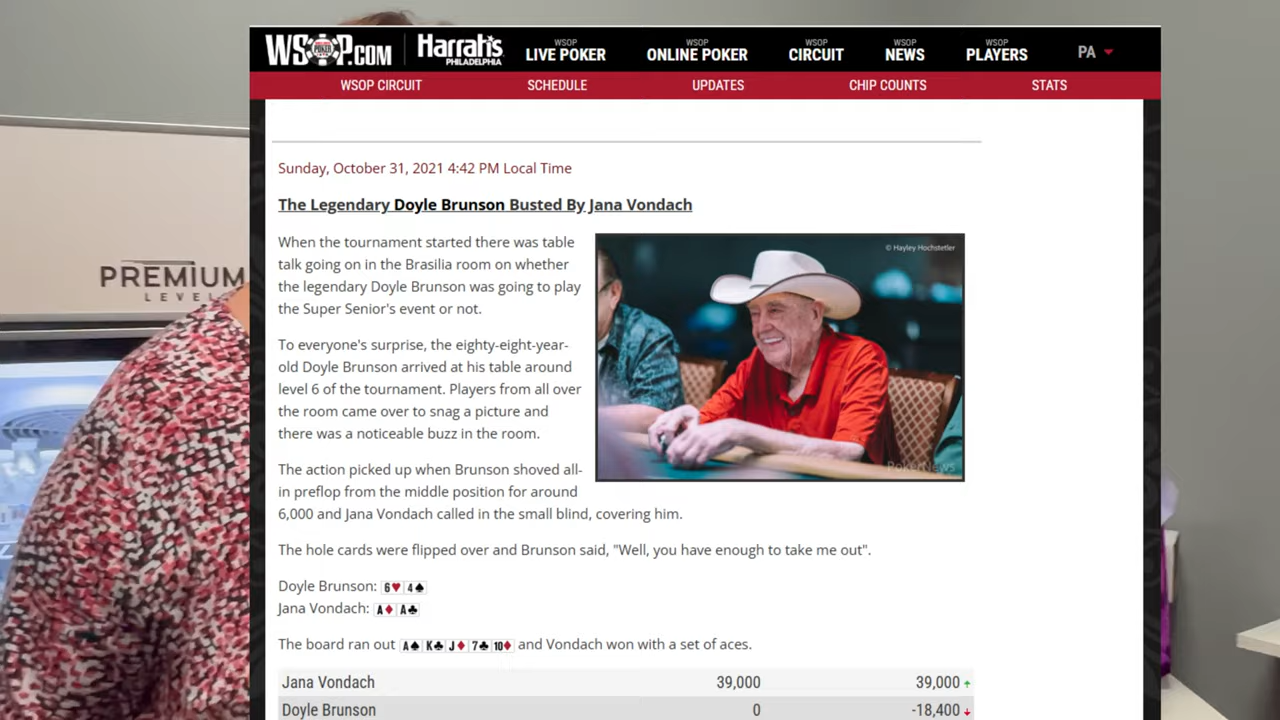 WSOP.COM
Harrah's
PHILADELPHIA
WSOP
LIVE POKER
WSOP
ONLINE POKER
WSOP
CIRCUIT
WSOP
NEWS
WSOP
PLAYERS
PA
WSOP CIRCUIT
SCHEDULE
UPDATES
CHIP COUNTS
STATS
Sunday, October 31, 2021 4:42 PM Local Time
The Legendary Doyle Brunson Busted By Jana Vondach
When the tournament started there was table
talk going on in the Brasilia room on whether
the legendary Doyle Brunson was going to play
the Super Senior's event or not.
To everyone's surprise, the eighty-eight-year-
old Doyle Brunson arrived at his table around
level 6 of the tournament. Players from all over
the room came over to snag a picture and
there was a noticeable buzz in the room.
© Hayley Hochstetler
PokerNews
The action picked up when Brunson shoved all-
in preflop from the middle position for around
6,000 and Jana Vondach called in the small blind, covering him.
The hole cards were flipped over and Brunson said, "Well, you have enough to take me out".
Doyle Brunson: 6♥ 4♠
Jana Vondach: A♦ A♣
The board ran out A♠ K♣ J♦ 7♣ 10♦ and Vondach won with a set of aces.
Jana Vondach 39,000 39,000
Doyle Brunson 0 -18,400
PREMIUM
LEVEL